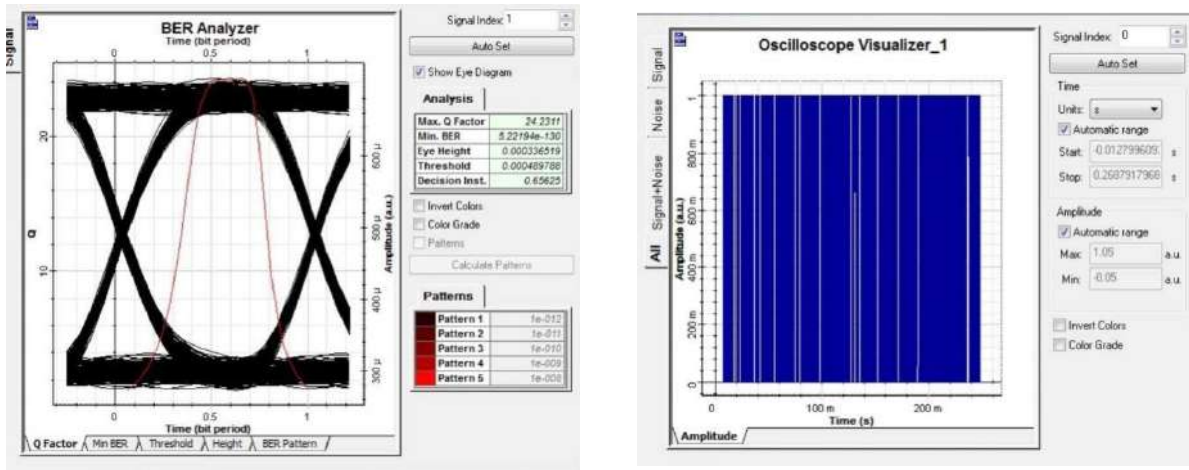 Signal
BER Analyzer
Time (bit period)
0 0.5 1
Q
20
10
Amplitude (a.u.)
600 µ
500 µ
400 µ
300 µ
0 0.5 1
Time (bit period)
Q Factor Min BER Threshold Height BER Pattern
Signal Index: 1
Auto Set
Show Eye Diagram
Analysis
Max. Q Factor 24.2311
Min. BER 5.22194e-130
Eye Height 0.000336519
Threshold 0.000489788
Decision Inst. 0.65625
Invert Colors
Color Grade
Patterns
Calculate Patterns
Patterns
Pattern 1 1e-012
Pattern 2 1e-011
Pattern 3 1e-010
Pattern 4 1e-009
Pattern 5 1e-008
All Signal+Noise Noise Signal
Oscilloscope Visualizer_1
Amplitude (a.u.)
1
800 m
600 m
400 m
200 m
0
0 100 m 200 m
Time (s)
Amplitude
Signal Index: 0
Auto Set
Time
Units: s
Automatic range
Start: s
Stop: 0.2687917968 s
Amplitude
Automatic range
Max: 1.05 a.u.
Min: -0.05 a.u.
Invert Colors
Color Grade